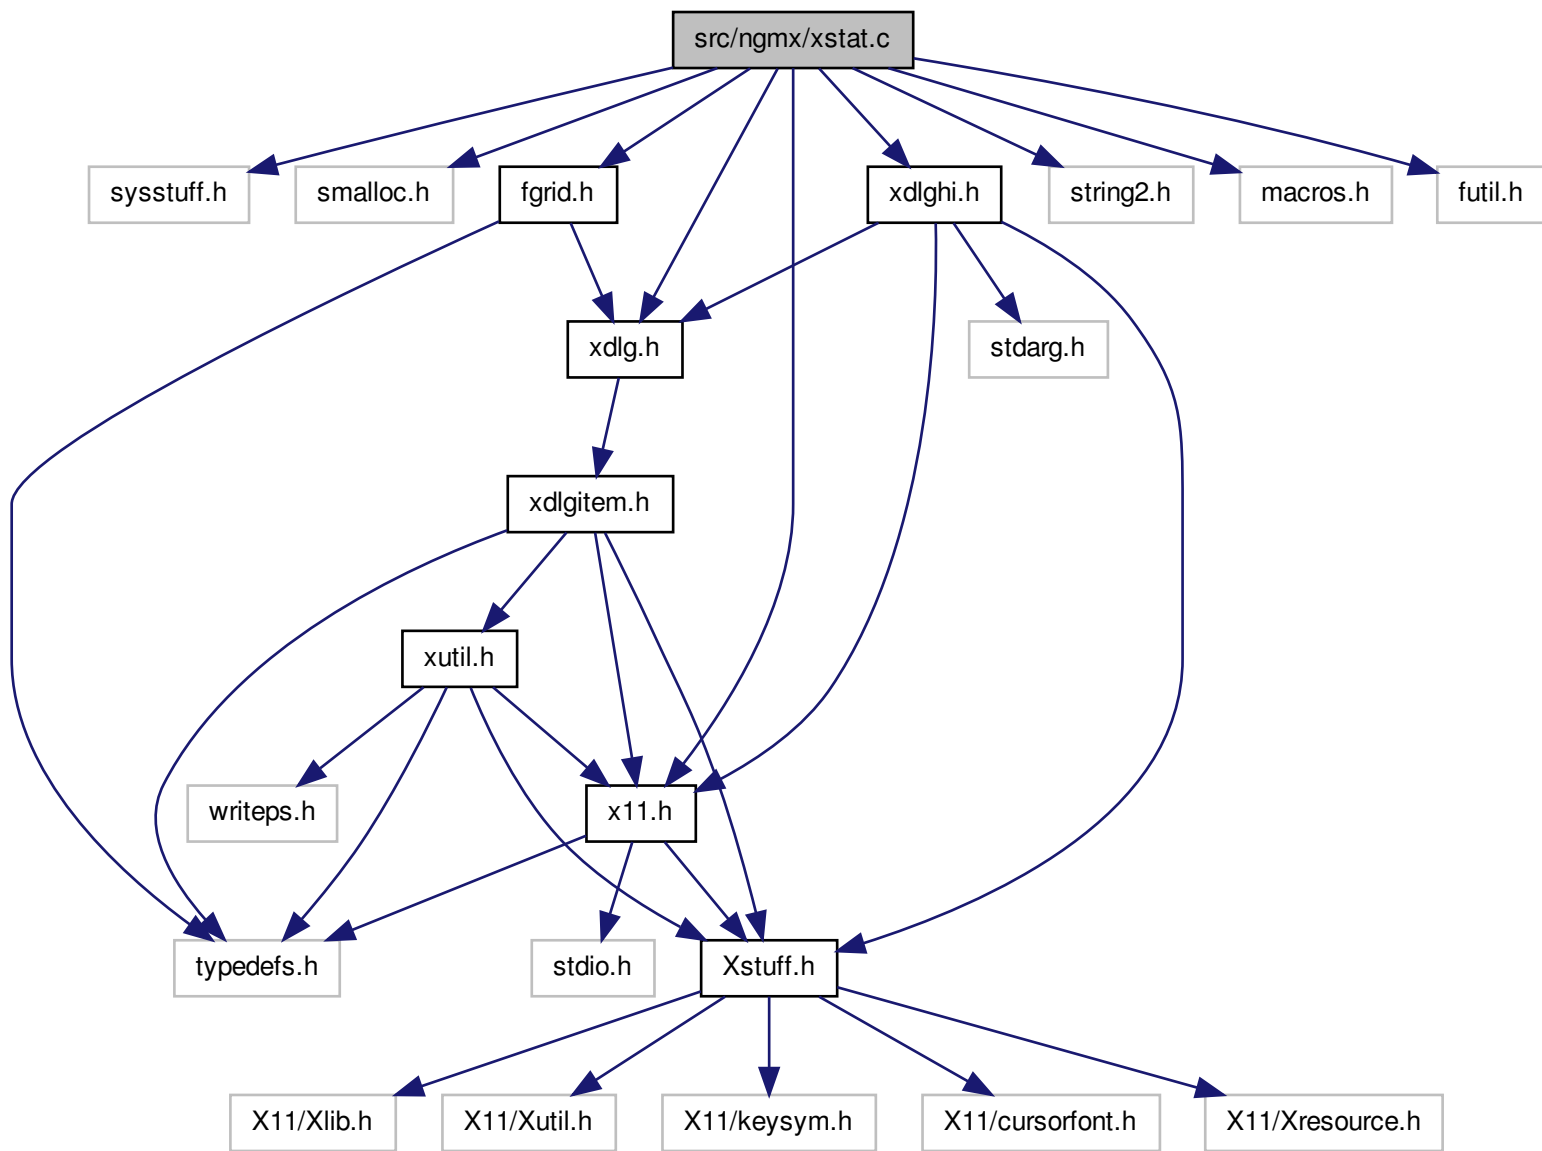 src/ngmx/xstat.c
sysstuff.h
smalloc.h
fgrid.h
xdlghi.h
string2.h
macros.h
futil.h
xdlg.h
stdarg.h
xdlgitem.h
xutil.h
writeps.h
x11.h
typedefs.h
stdio.h
Xstuff.h
X11/Xlib.h
X11/Xutil.h
X11/keysym.h
X11/cursorfont.h
X11/Xresource.h